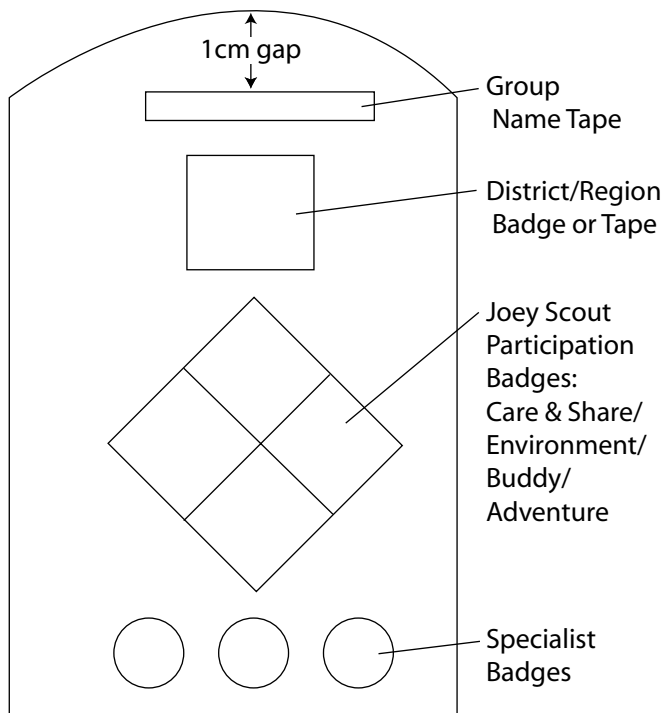 1cm gap
Group
Name Tape
District/Region
Badge or Tape
Joey Scout
Participation
Badges:
Care & Share/
Environment/
Buddy/
Adventure
Specialist
Badges